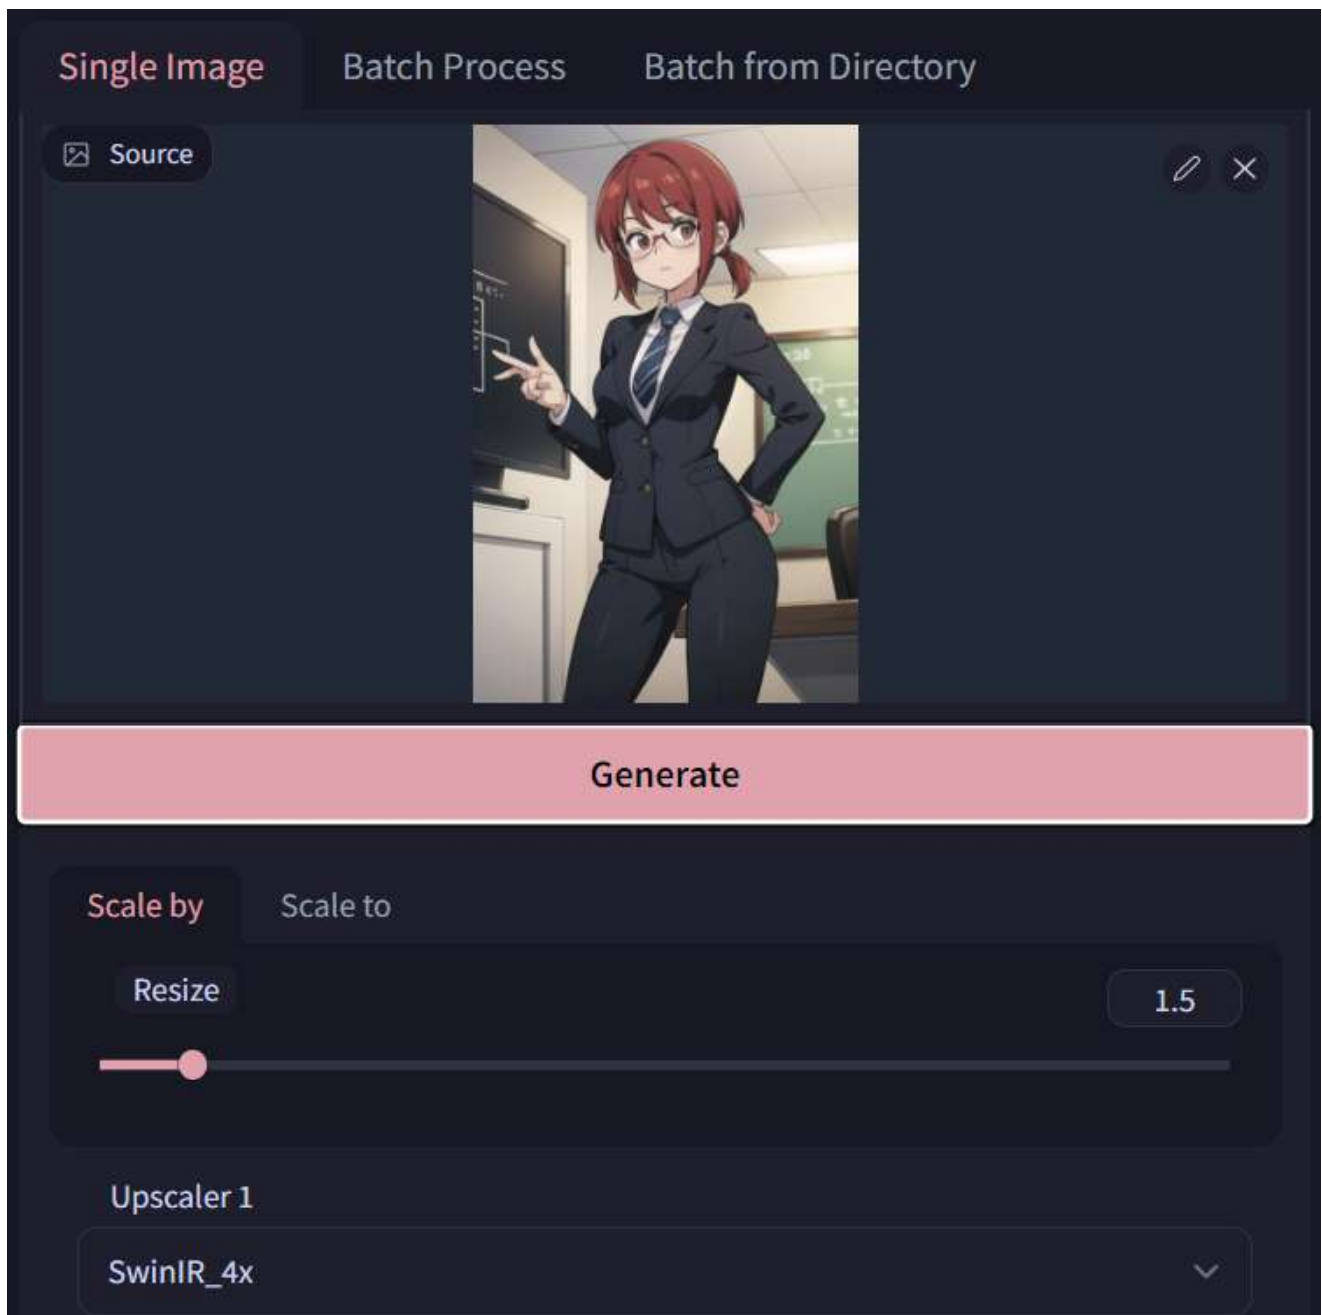 Single Image Batch Process Batch from Directory
Source
Generate
Scale by Scale to
Resize
1.5
Upscaler 1
SwinIR_4x